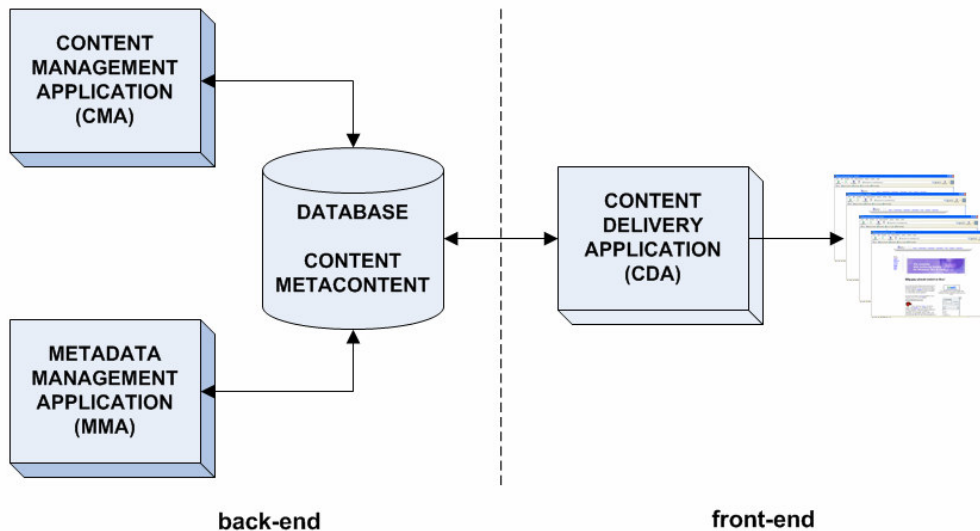 CONTENT
MANAGEMENT
APPLICATION
(CMA)
DATABASE
CONTENT
METACONTENT
METADATA
MANAGEMENT
APPLICATION
(MMA)
CONTENT
DELIVERY
APPLICATION
(CDA)
back-end
front-end